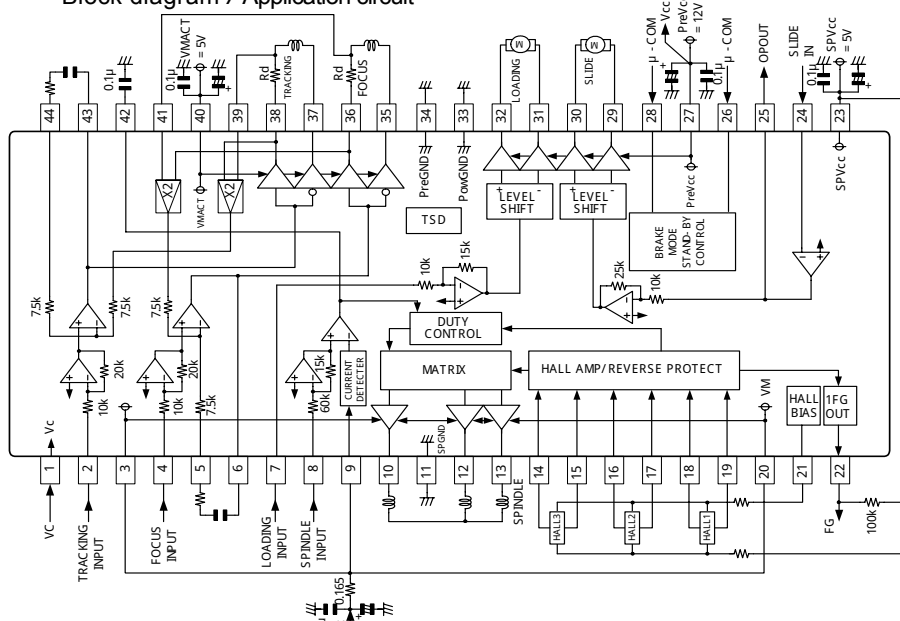 Block diagram / Application circuit
0.1µ
0.1µ
VMACT
= 5V
Rd
TRACKING
Rd
FOCUS
M
LOADING
M
SLIDE
µ - COM
Vcc
PreVcc
= 12V
0.1µ
µ - COM
OPOUT
SLIDE
IN
SPVcc
= 5V
0.1µ
44
43
42
41
40
39
38
37
36
35
34
33
32
31
30
29
28
27
26
25
24
23
PreGND
PowGND
PreVcc
SPVcc
X2
VMACT
X2
TSD
+ -
LEVEL
SHIFT
+ -
LEVEL
SHIFT
BRAKE MODE
STAND-BY
CONTROL
7.5k
7.5k
7.5k
10k
15k
25k
10k
DUTY
CONTROL
20k
10k
20k
10k
7.5k
15k
60k
CURRENT
DETECTER
MATRIX
HALL AMP/REVERSE PROTECT
VM
HALL
BIAS
1FG
OUT
Vc
SPGND
1
2
3
4
5
6
7
8
9
10
11
12
13
14
15
16
17
18
19
20
21
22
VC
TRACKING
INPUT
FOCUS
INPUT
LOADING
INPUT
SPINDLE
INPUT
0.165
SPINDLE
HALL3
HALL2
HALL1
FG
100k